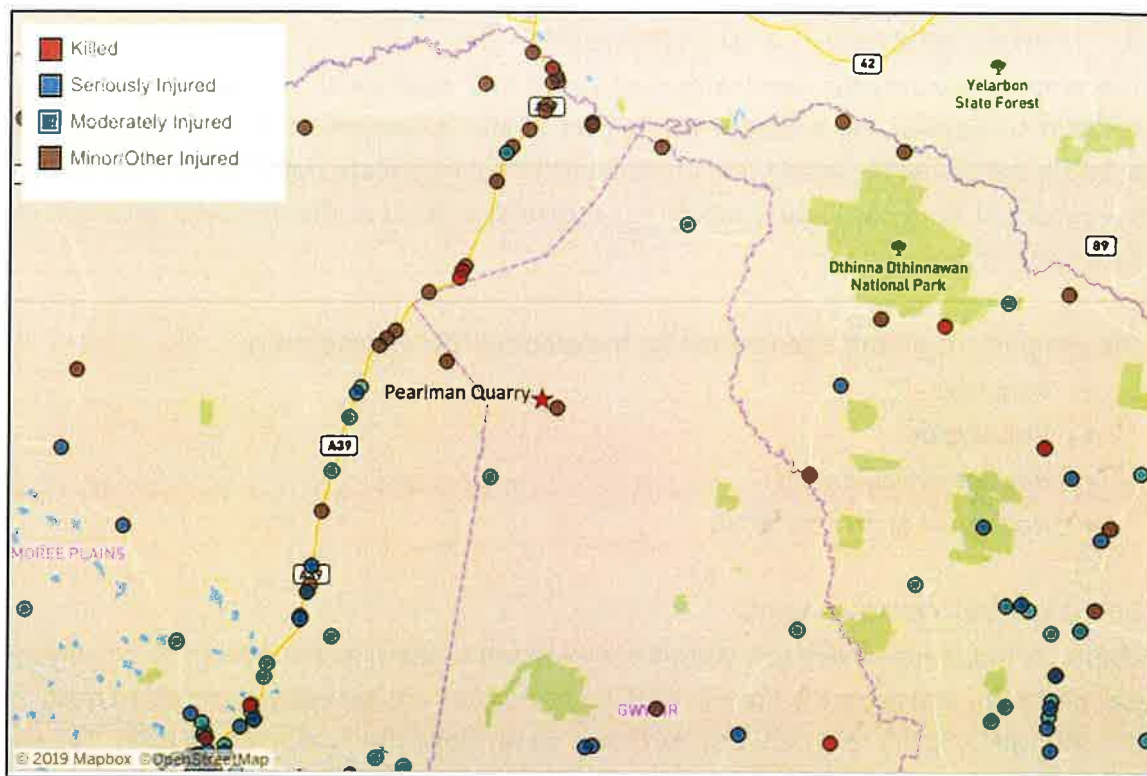 Killed
Seriously Injured
Moderately Injured
Minor/Other Injured
42
Yelarbon
State Forest
Dthinna Dthinnawan
National Park
89
Pearlman Quarry
A39
MOREE PLAINS
© 2019 Mapbox ©OpenStreetMap